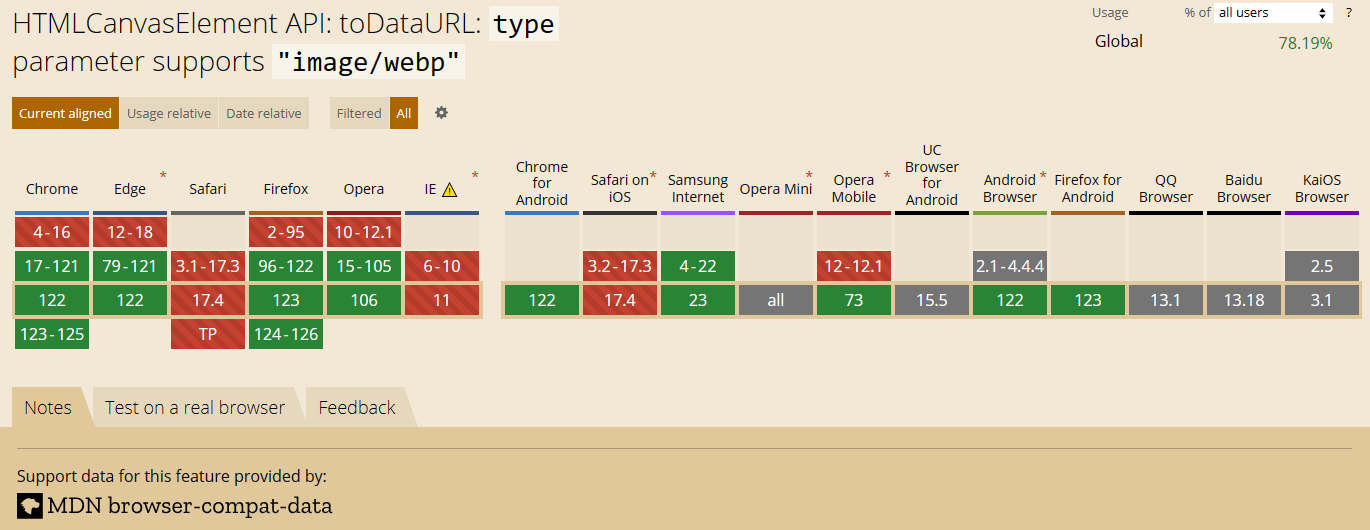 HTMLCanvasElement API: toDataURL: type
parameter supports "image/webp"
Usage % of all users ?
Global 78.19%
Current aligned Usage relative Date relative Filtered All
Chrome Edge * Safari Firefox Opera IE *
Chrome for Android Safari on iOS * Samsung Internet Opera Mini * Opera Mobile * UC Browser for Android Android Browser * Firefox for Android QQ Browser Baidu Browser KaiOS Browser
4-16 12-18 2-95 10-12.1
17-121 79-121 3.1-17.3 96-122 15-105 6-10 3.2-17.3 4-22 12-12.1 2.1-4.4.4 2.5
122 122 17.4 123 106 11 122 17.4 23 all 73 15.5 122 123 13.1 13.18 3.1
123-125 TP 124-126
Notes Test on a real browser Feedback
Support data for this feature provided by:
MDN browser-compat-data